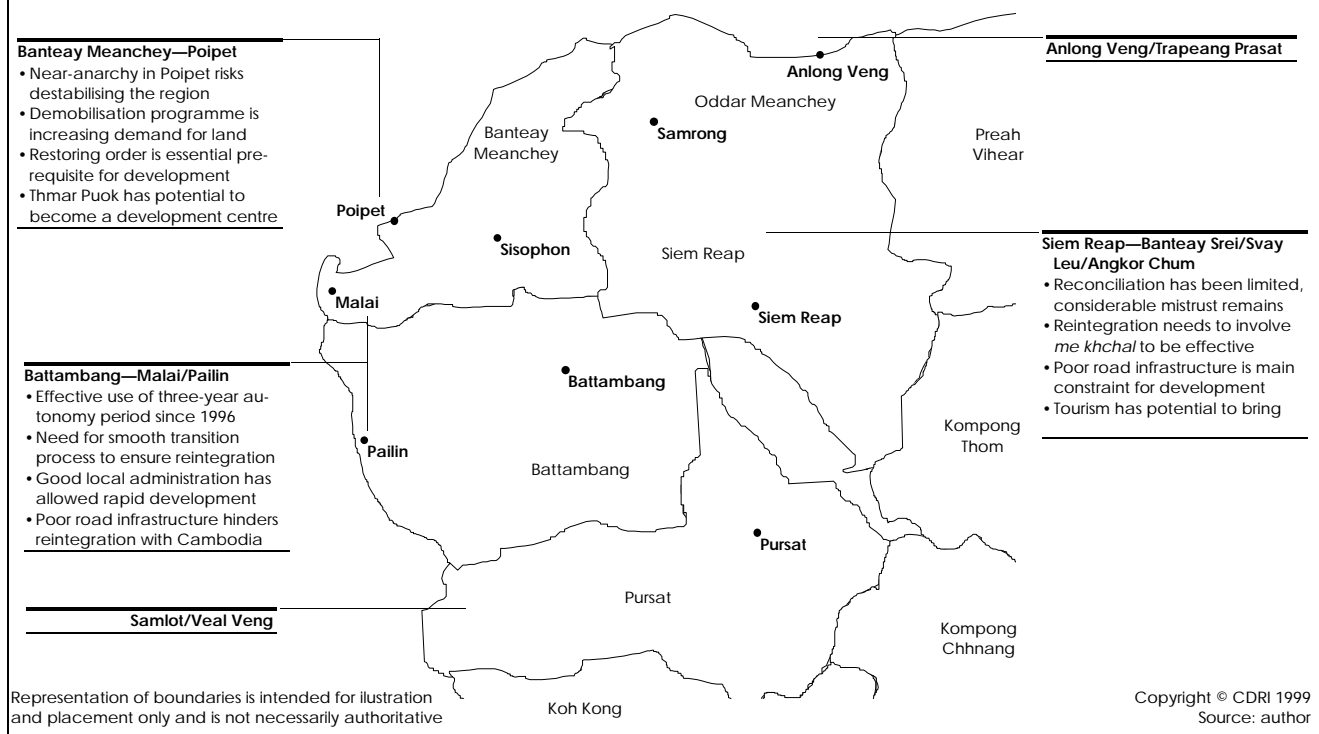 Banteay Meanchey—Poipet
• Near-anarchy in Poipet risks
destabilising the region
• Demobilisation programme is
increasing demand for land
• Restoring order is essential pre-
requisite for development
• Thmar Puok has potential to
become a development centre
Battambang—Malai/Pailin
• Effective use of three-year au-
tonomy period since 1996
• Need for smooth transition
process to ensure reintegration
• Good local administration has
allowed rapid development
• Poor road infrastructure hinders
reintegration with Cambodia
Samlot/Veal Veng
Anlong Veng
Oddar Meanchey
Samrong
Banteay
Meanchey
Preah
Vihear
Poipet
Sisophon
Siem Reap
Malai
Siem Reap
Battambang
Kompong
Thom
Pailin
Battambang
Pursat
Pursat
Kompong
Chhnang
Koh Kong
Anlong Veng/Trapeang Prasat
Siem Reap—Banteay Srei/Svay
Leu/Angkor Chum
• Reconciliation has been limited,
considerable mistrust remains
• Reintegration needs to involve
me khchal to be effective
• Poor road infrastructure is main
constraint for development
• Tourism has potential to bring
Representation of boundaries is intended for ilustration
and placement only and is not necessarily authoritative
Copyright © CDRI 1999
Source: author